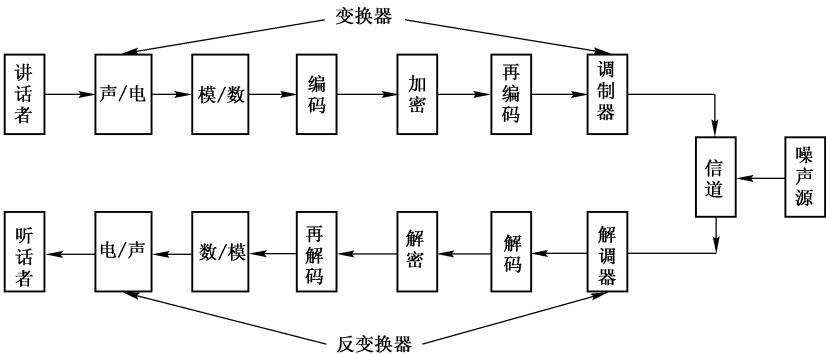 变换器
讲话者
声/电
模/数
编码
加密
再编码
调制器
信道
噪声源
听话者
电/声
数/模
再解码
解密
解码
解调器
反变换器